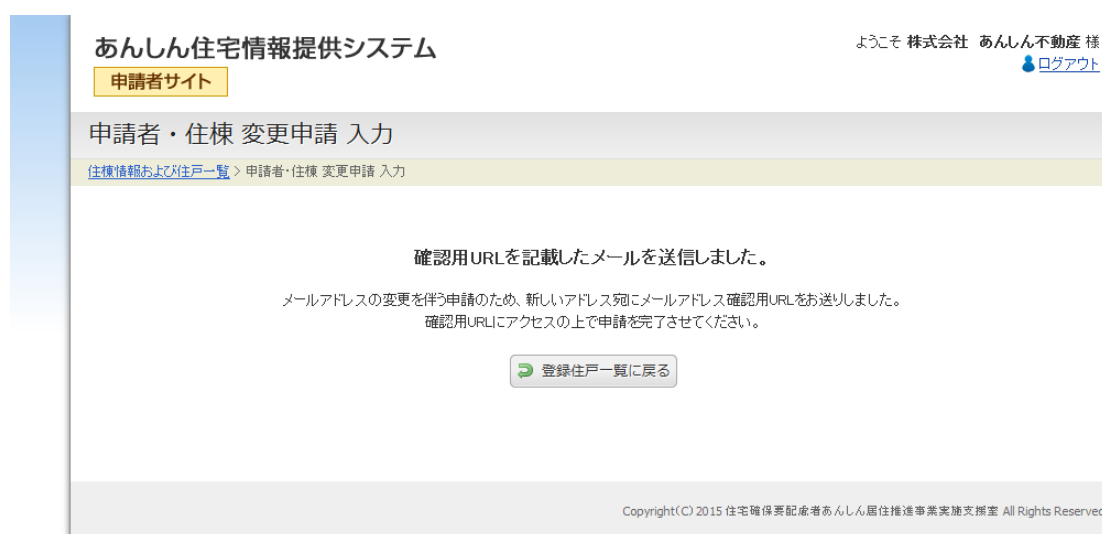 あんしん住宅情報提供システム
ようこそ 株式会社 あんしん不動産 様
申請者サイト
ログアウト
申請者・住棟 変更申請 入力
住棟情報および住戸一覧 > 申請者・住棟 変更申請 入力
確認用URLを記載したメールを送信しました。
メールアドレスの変更を伴う申請のため、新しいアドレス宛にメールアドレス確認用URLをお送りしました。
確認用URLにアクセスの上で申請を完了させてください。
登録住戸一覧に戻る
Copyright(C) 2015 住宅確保要配慮者あんしん居住推進事業実施支援室 All Rights Reserved